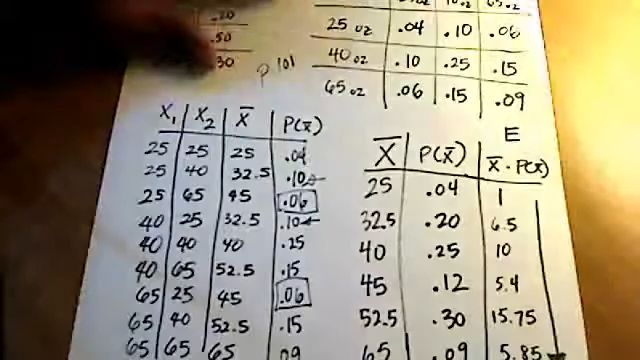 .20
.50
.30
p 101
25 oz .04 .10 .06
40 oz .10 .25 .15
65 oz .06 .15 .09
X₁ X₂ X̄ P(x̄)
25 25 25 .04
25 40 32.5 .10
25 65 45 .06
40 25 32.5 .10
40 40 40 .25
40 65 52.5 .15
65 25 45 .06
65 40 52.5 .15
65 65 65 .09
E
X̄ P(X̄) X̄·P(X̄)
25 .04 1
32.5 .20 6.5
40 .25 10
45 .12 5.4
52.5 .30 15.75
65 .09 5.85